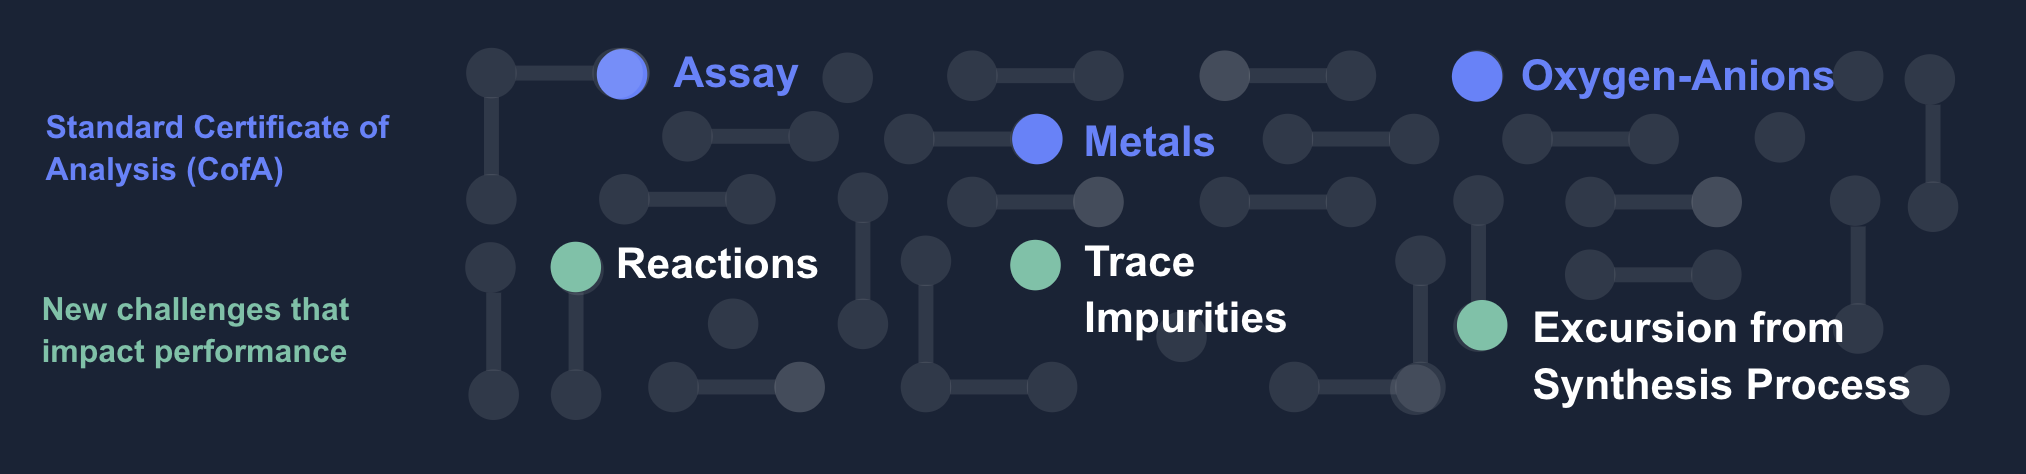 Standard Certificate of
Analysis (CofA)
Assay
Metals
Oxygen-Anions
New challenges that
impact performance
Reactions
Trace
Impurities
Excursion from
Synthesis Process